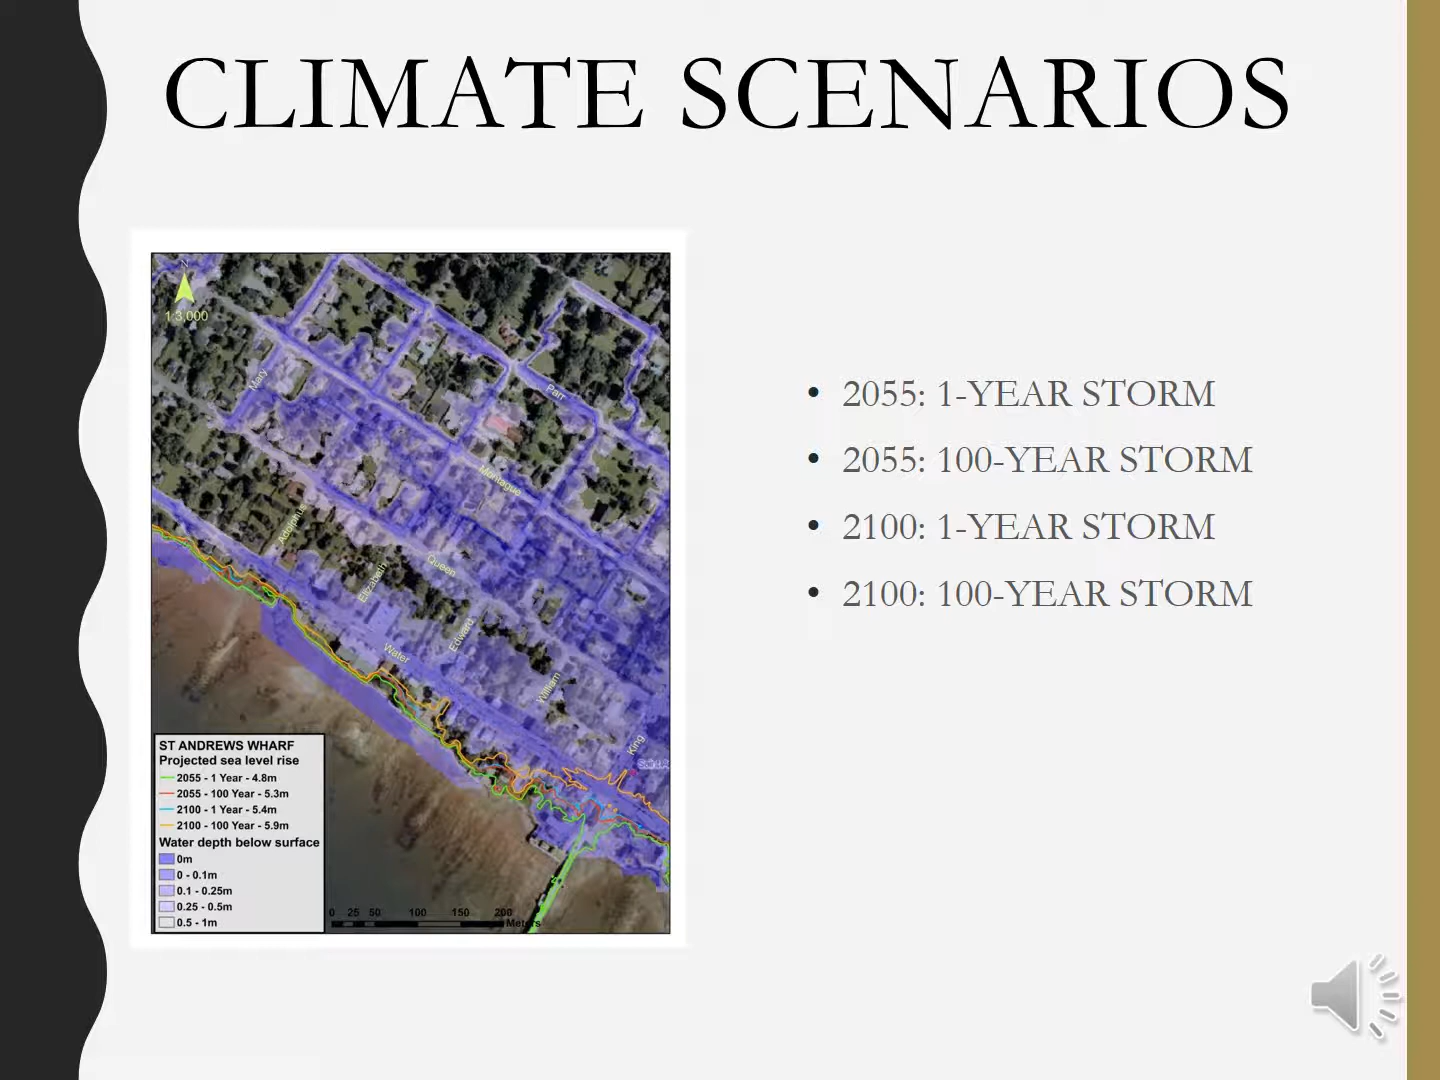 CLIMATE SCENARIOS
1:3,000
Mary
Parr
Montague
Adolphus
Queen
Elizabeth
Edward
Water
William
King
ST ANDREWS WHARF
Projected sea level rise
2055 - 1 Year - 4.8m
2055 - 100 Year - 5.3m
2100 - 1 Year - 5.4m
2100 - 100 Year - 5.9m
Water depth below surface
0m
0 - 0.1m
0.1 - 0.25m
0.25 - 0.5m
0.5 - 1m
0 25 50 100 150 200
Meters
• 2055: 1-YEAR STORM
• 2055: 100-YEAR STORM
• 2100: 1-YEAR STORM
• 2100: 100-YEAR STORM